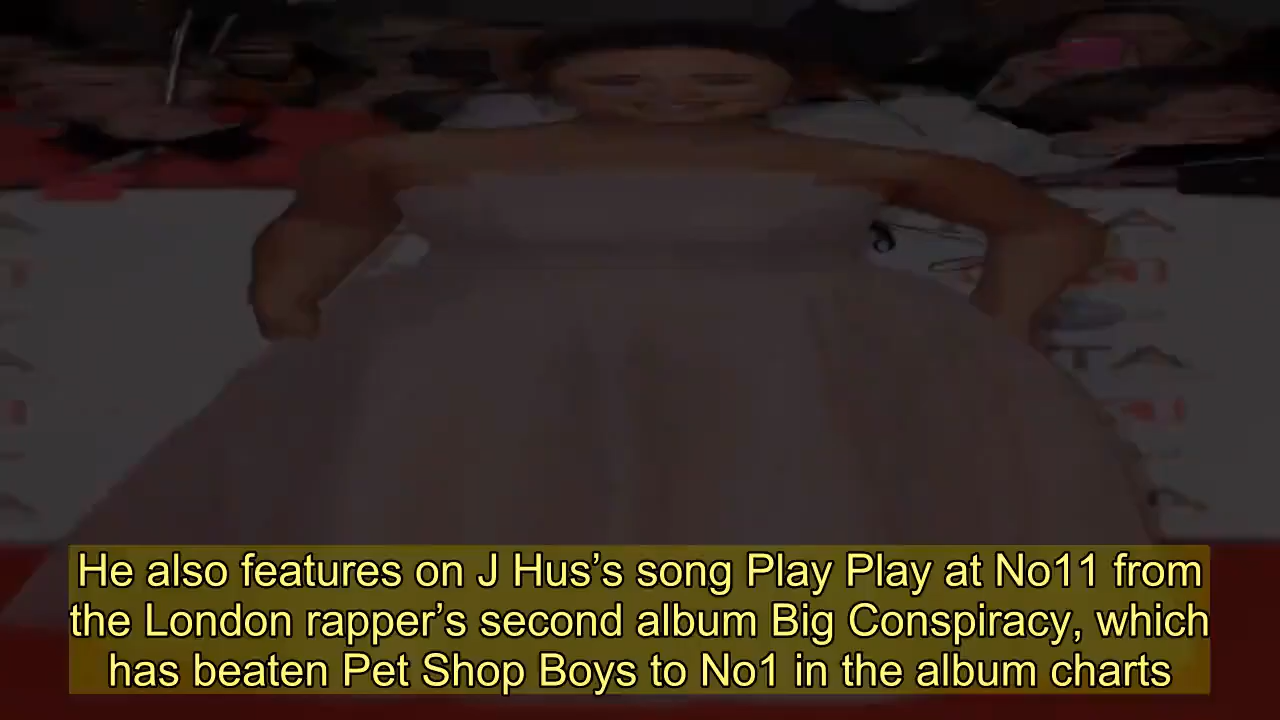 He also features on J Hus’s song Play Play at No11 from
the London rapper’s second album Big Conspiracy, which
has beaten Pet Shop Boys to No1 in the album charts